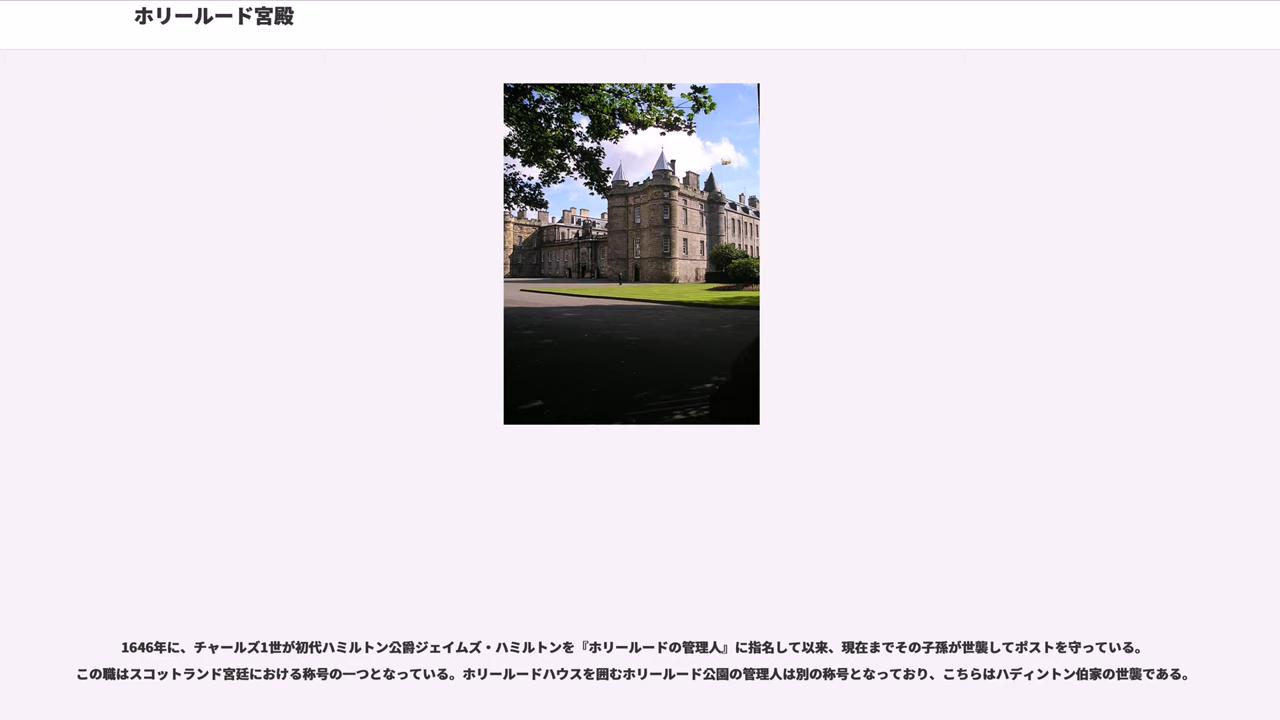 ホリールード宮殿
1646年に、チャールズ1世が初代ハミルトン公爵ジェイムズ・ハミルトンを『ホリールードの管理人』に指名して以来、現在までその子孫が世襲してポストを守っている。
この職はスコットランド宮廷における称号の一つとなっている。ホリールードハウスを囲むホリールード公園の管理人は別の称号となっており、こちらはハディントン伯家の世襲である。